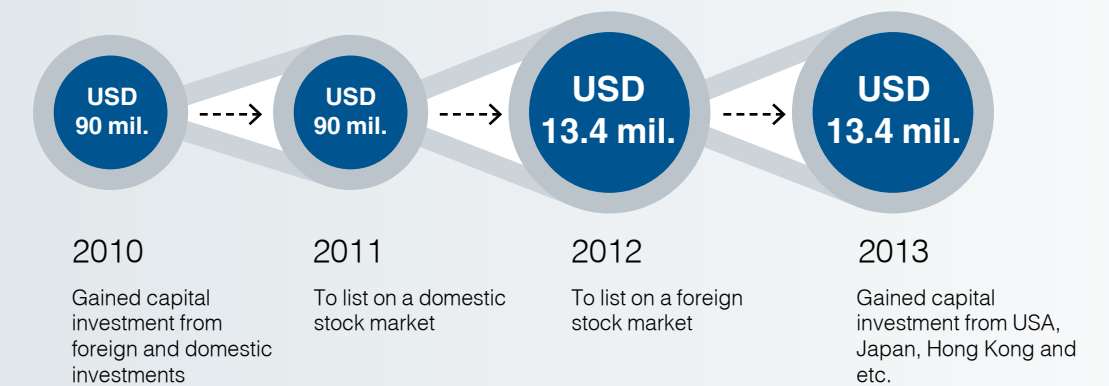 USD
90 mil.
USD
90 mil.
USD
13.4 mil.
USD
13.4 mil.
2010
Gained capital
investment from
foreign and domestic
investments
2011
To list on a domestic
stock market
2012
To list on a foreign
stock market
2013
Gained capital
investment from USA,
Japan, Hong Kong and
etc.